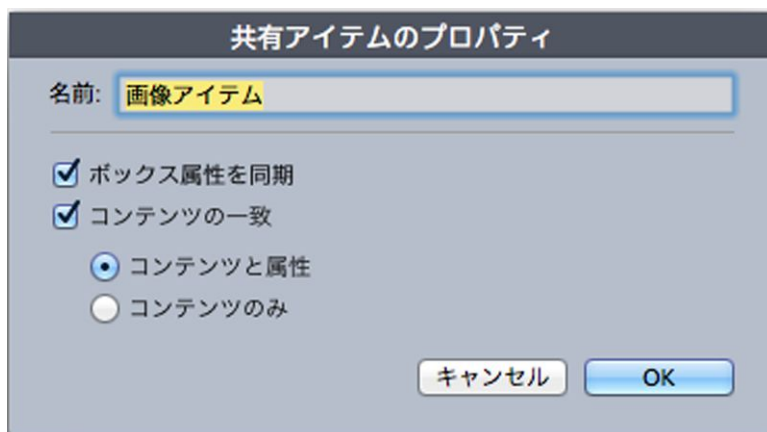 共有アイテムのプロパティ
名前: 画像アイテム
ボックス属性を同期
コンテンツの一致
コンテンツと属性
コンテンツのみ
キャンセル OK